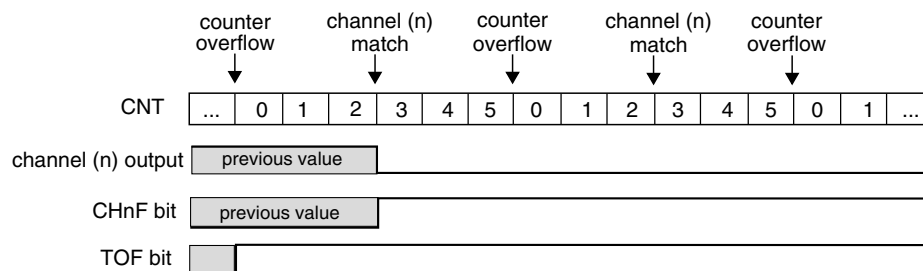 counter overflow
channel (n) match
counter overflow
channel (n) match
counter overflow
CNT ... 0 1 2 3 4 5 0 1 2 3 4 5 0 1 ...
channel (n) output previous value
CHnF bit previous value
TOF bit